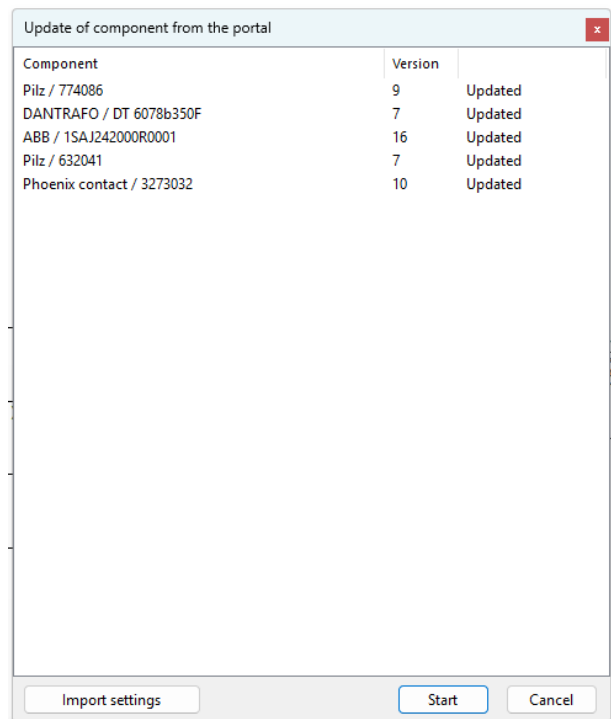 Update of component from the portal
x
Component Version
Pilz / 774086 9 Updated
DANTRAFO / DT 6078b350F 7 Updated
ABB / 1SAJ242000R0001 16 Updated
Pilz / 632041 7 Updated
Phoenix contact / 3273032 10 Updated
Import settings Start Cancel